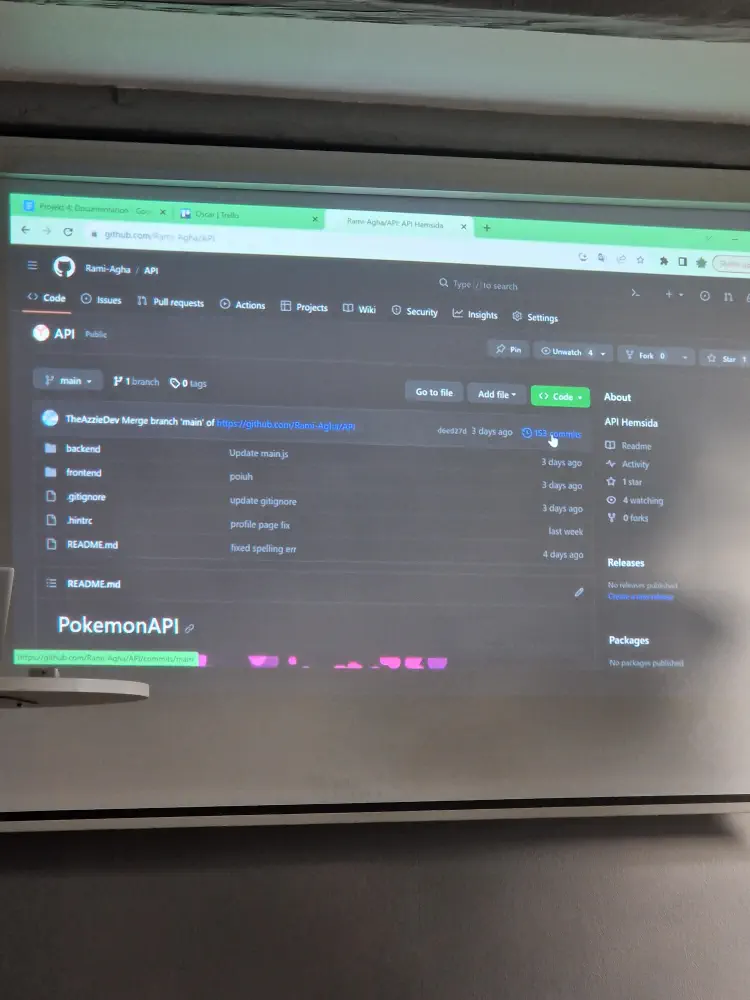 Projekt 4; Documentation - Goo
Oscar | Trello
Rami-Agha/API: API Hemsida
github.com/Rami-Agha/API
Rami-Agha / API
Type / to search
Code
Issues
Pull requests
Actions
Projects
Wiki
Security
Insights
Settings
API Public
Pin
Unwatch 4
Fork 0
Star 1
main
1 branch
0 tags
Go to file
Add file
Code
About
TheAzzieDev Merge branch 'main' of https://github.com/Rami-Agha/API
3 days ago
153 commits
API Hemsida
backend Update main.js 3 days ago
Readme
frontend poiuh 3 days ago
Activity
.gitignore update gitignore 3 days ago
1 star
.hintrc profile page fix last week
4 watching
README.md fixed spelling err 4 days ago
0 forks
README.md
Releases
No releases published
Create a new release
PokemonAPI
Packages
No packages published
https://github.com/Rami-Agha/API/commits/main